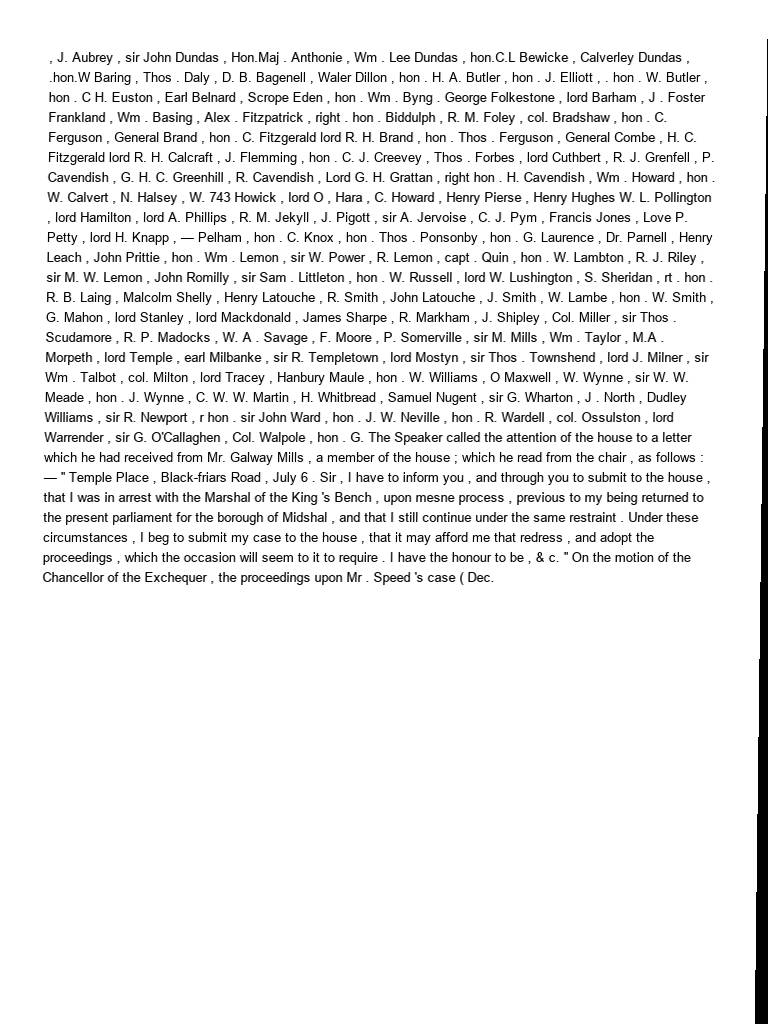 , J. Aubrey , sir John Dundas , Hon.Maj . Anthonie , Wm . Lee Dundas , hon.C.L Bewicke , Calverley Dundas ,
.hon.W Baring , Thos . Daly , D. B. Bagenell , Waler Dillon , hon . H. A. Butler , hon . J. Elliott , . hon . W. Butler ,
hon . C H. Euston , Earl Belnard , Scrope Eden , hon . Wm . Byng . George Folkestone , lord Barham , J . Foster
Frankland , Wm . Basing , Alex . Fitzpatrick , right . hon . Biddulph , R. M. Foley , col. Bradshaw , hon . C.
Ferguson , General Brand , hon . C. Fitzgerald lord R. H. Brand , hon . Thos . Ferguson , General Combe , H. C.
Fitzgerald lord R. H. Calcraft , J. Flemming , hon . C. J. Creevey , Thos . Forbes , lord Cuthbert , R. J. Grenfell , P.
Cavendish , G. H. C. Greenhill , R. Cavendish , Lord G. H. Grattan , right hon . H. Cavendish , Wm . Howard , hon .
W. Calvert , N. Halsey , W. 743 Howick , lord O , Hara , C. Howard , Henry Pierse , Henry Hughes W. L. Pollington
, lord Hamilton , lord A. Phillips , R. M. Jekyll , J. Pigott , sir A. Jervoise , C. J. Pym , Francis Jones , Love P.
Petty , lord H. Knapp , — Pelham , hon . C. Knox , hon . Thos . Ponsonby , hon . G. Laurence , Dr. Parnell , Henry
Leach , John Prittie , hon . Wm . Lemon , sir W. Power , R. Lemon , capt . Quin , hon . W. Lambton , R. J. Riley ,
sir M. W. Lemon , John Romilly , sir Sam . Littleton , hon . W. Russell , lord W. Lushington , S. Sheridan , rt . hon .
R. B. Laing , Malcolm Shelly , Henry Latouche , R. Smith , John Latouche , J. Smith , W. Lambe , hon . W. Smith ,
G. Mahon , lord Stanley , lord Mackdonald , James Sharpe , R. Markham , J. Shipley , Col. Miller , sir Thos .
Scudamore , R. P. Madocks , W. A . Savage , F. Moore , P. Somerville , sir M. Mills , Wm . Taylor , M.A .
Morpeth , lord Temple , earl Milbanke , sir R. Templetown , lord Mostyn , sir Thos . Townshend , lord J. Milner , sir
Wm . Talbot , col. Milton , lord Tracey , Hanbury Maule , hon . W. Williams , O Maxwell , W. Wynne , sir W. W.
Meade , hon . J. Wynne , C. W. W. Martin , H. Whitbread , Samuel Nugent , sir G. Wharton , J . North , Dudley
Williams , sir R. Newport , r hon . sir John Ward , hon . J. W. Neville , hon . R. Wardell , col. Ossulston , lord
Warrender , sir G. O'Callaghen , Col. Walpole , hon . G. The Speaker called the attention of the house to a letter
which he had received from Mr. Galway Mills , a member of the house ; which he read from the chair , as follows :
— " Temple Place , Black-friars Road , July 6 . Sir , I have to inform you , and through you to submit to the house ,
that I was in arrest with the Marshal of the King 's Bench , upon mesne process , previous to my being returned to
the present parliament for the borough of Midshal , and that I still continue under the same restraint . Under these
circumstances , I beg to submit my case to the house , that it may afford me that redress , and adopt the
proceedings , which the occasion will seem to it to require . I have the honour to be , & c. " On the motion of the
Chancellor of the Exchequer , the proceedings upon Mr . Speed 's case ( Dec.